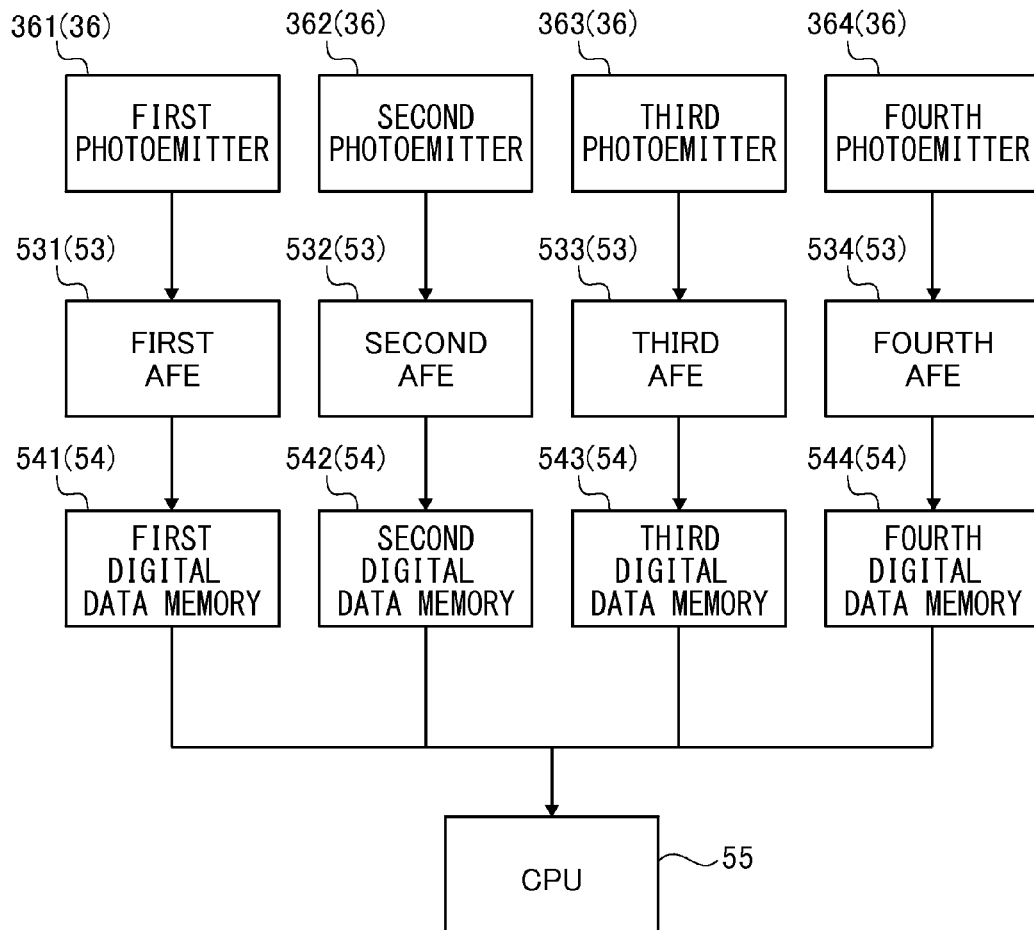 361(36)
362(36)
363(36)
364(36)
FIRST
PHOTOEMITTER
SECOND
PHOTOEMITTER
THIRD
PHOTOEMITTER
FOURTH
PHOTOEMITTER
531(53)
532(53)
533(53)
534(53)
FIRST
AFE
SECOND
AFE
THIRD
AFE
FOURTH
AFE
541(54)
542(54)
543(54)
544(54)
FIRST
DIGITAL
DATA MEMORY
SECOND
DIGITAL
DATA MEMORY
THIRD
DIGITAL
DATA MEMORY
FOURTH
DIGITAL
DATA MEMORY
CPU
55